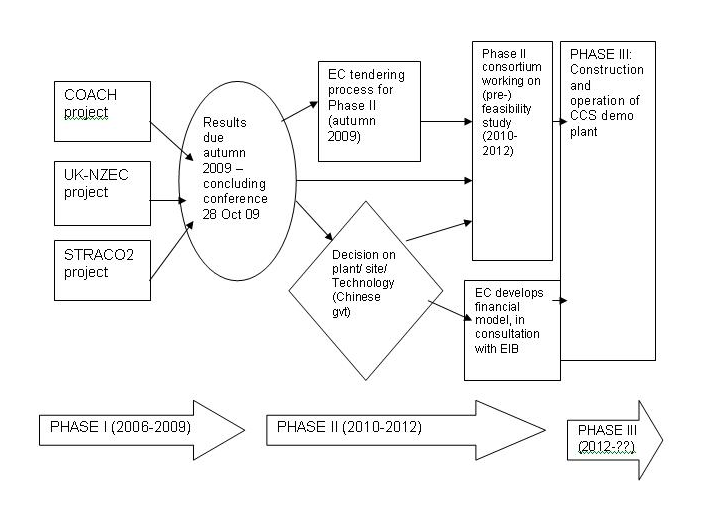 COACH
project
UK-NZEC
project
STRACO2
project
Results
due
autumn
2009 –
concluding
conference
28 Oct 09
EC tendering
process for
Phase II
(autumn
2009)
Decision on
plant/ site/
Technology
(Chinese
gvt)
Phase II
consortium
working on
(pre-)
feasibility
study
(2010-
2012)
EC develops
financial
model, in
consultation
with EIB
PHASE III:
Construction
and
operation of
CCS demo
plant
PHASE I (2006-2009)
PHASE II (2010-2012)
PHASE III
(2012-??)